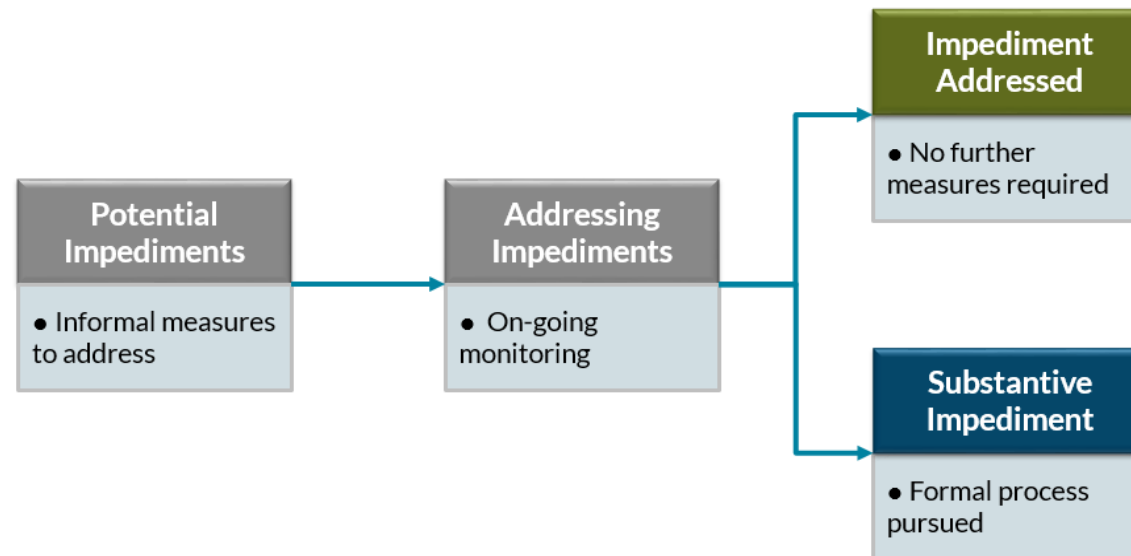 Potential
Impediments
● Informal measures
to address
Addressing
Impediments
● On-going
monitoring
Impediment
Addressed
● No further
measures required
Substantive
Impediment
● Formal process
pursued